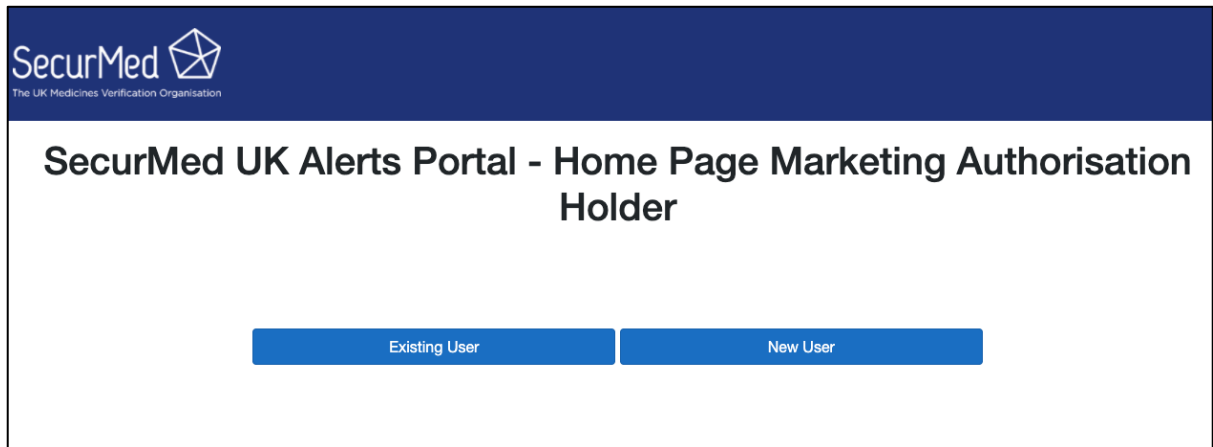 SecurMed
The UK Medicines Verification Organisation
SecurMed UK Alerts Portal - Home Page Marketing Authorisation
Holder
Existing User
New User